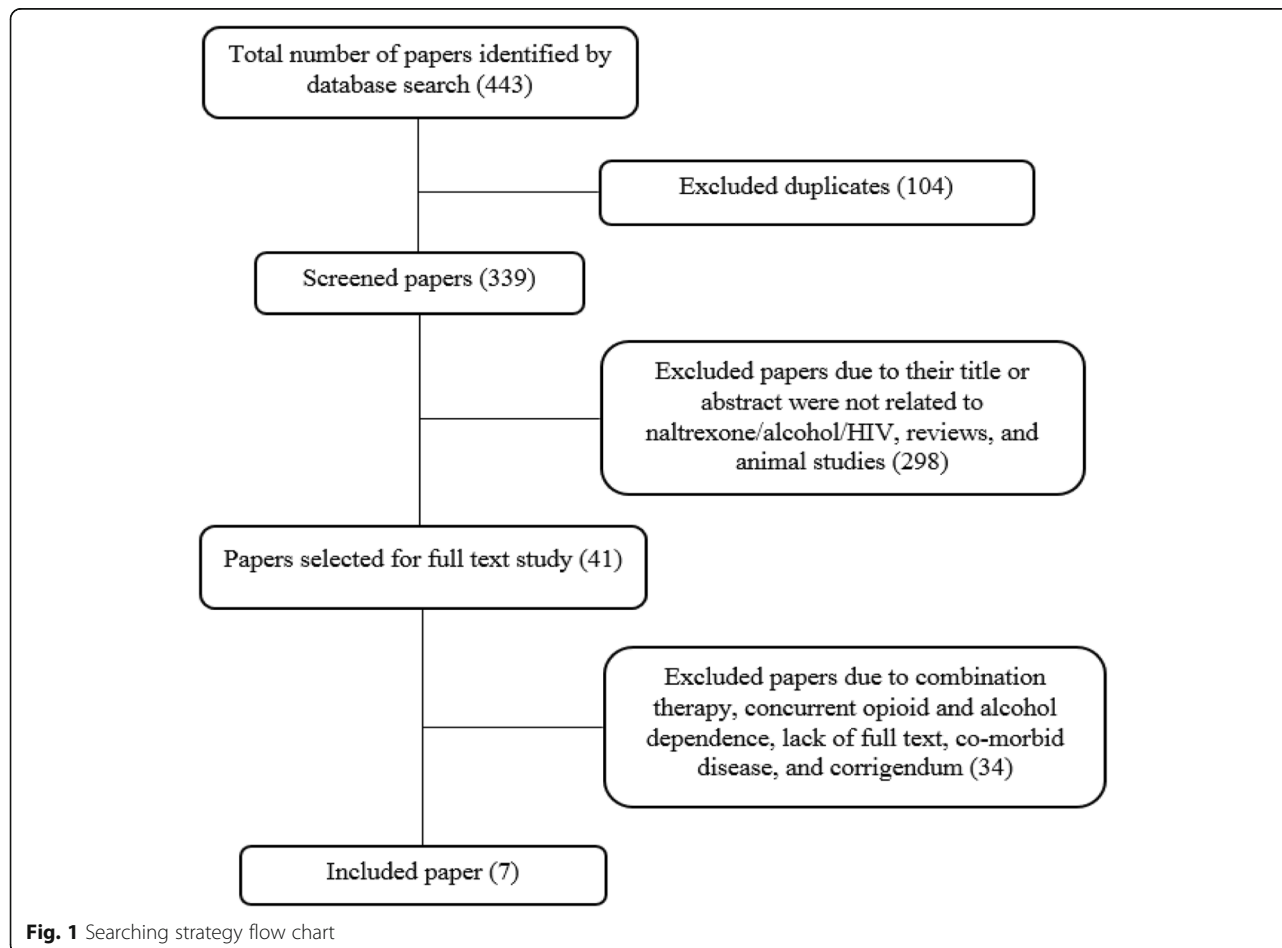 Total number of papers identified by
database search (443)
Excluded duplicates (104)
Screened papers (339)
Excluded papers due to their title or
abstract were not related to
naltrexone/alcohol/HIV, reviews, and
animal studies (298)
Papers selected for full text study (41)
Excluded papers due to combination
therapy, concurrent opioid and alcohol
dependence, lack of full text, co-morbid
disease, and corrigendum (34)
Included paper (7)
Fig. 1 Searching strategy flow chart